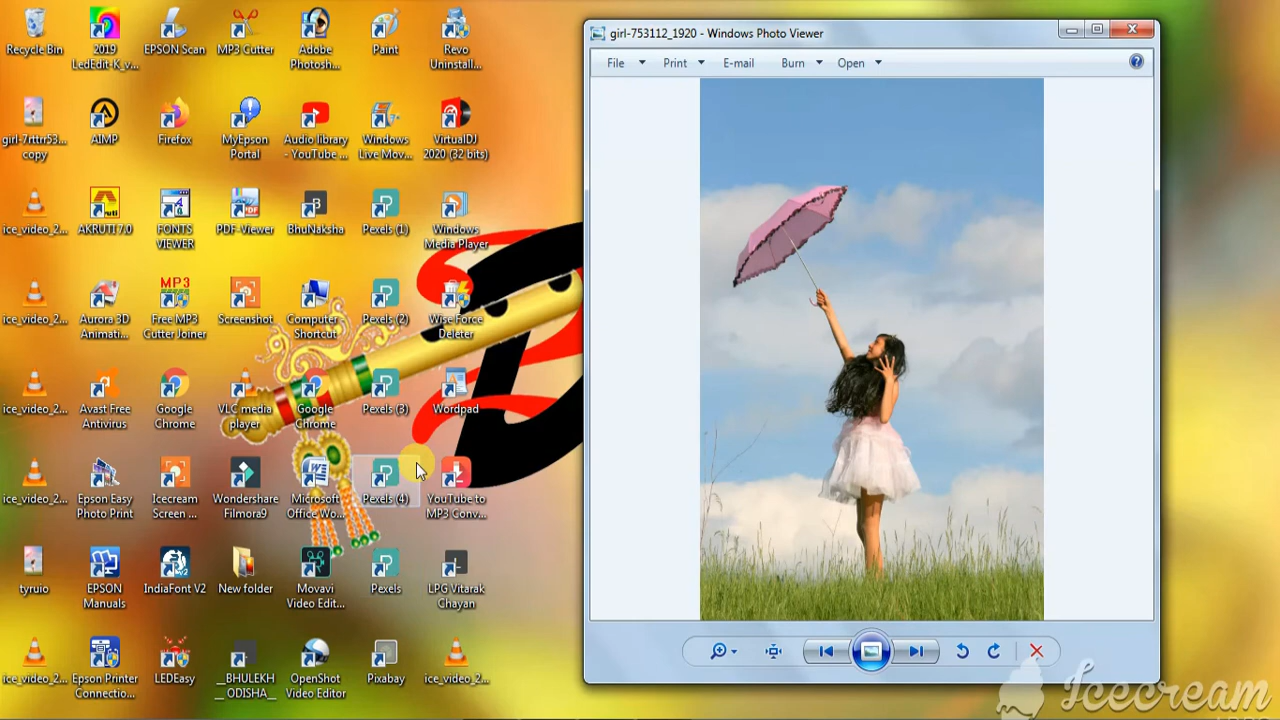 Recycle Bin
2019
LedEdit-K_v...
EPSON Scan
MP3 Cutter
Adobe
Photosh...
Paint
Revo
Uninstall...
girl-7rttrr53...
copy
AIMP
Firefox
MyEpson
Portal
Audio library
- YouTube ...
Windows
Live Mov...
VirtualDJ
2020 (32 bits)
ice_video_2...
AKRUTI 7.0
FONTS
VIEWER
PDF-Viewer
B
BhuNaksha
Pexels (1)
Windows
Media Player
ice_video_2...
Aurora 3D
Animati...
MP3
Free MP3
Cutter Joiner
Screenshot
Computer -
Shortcut
Pexels (2)
Wise Force
Deleter
ice_video_2...
Avast Free
Antivirus
Google
Chrome
VLC media
player
Google
Chrome
Pexels (3)
Wordpad
ice_video_2...
Epson Easy
Photo Print
Icecream
Screen ...
Wondershare
Filmora9
Microsoft
Office Wo...
Pexels (4)
YouTube to
MP3 Conv...
tyruio
EPSON
Manuals
IndiaFont V2
New folder
Movavi
Video Edit...
Pexels
L
LPG Vitarak
Chayan
ice_video_2...
Epson Printer
Connectio...
LEDEasy
__BHULEKH
_ODISHA__
OpenShot
Video Editor
Pixabay
ice_video_2...
girl-753112_1920 - Windows Photo Viewer
File Print E-mail Burn Open
Icecream